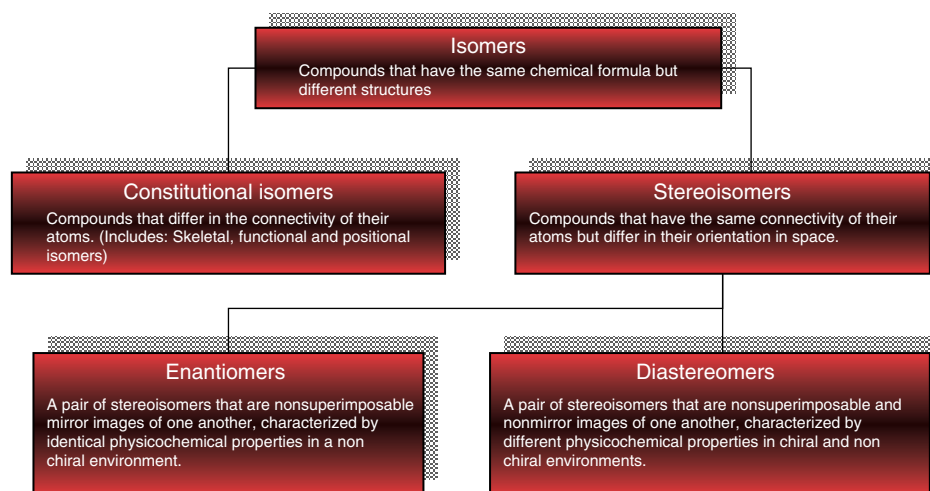 Isomers
Compounds that have the same chemical formula but
different structures
Constitutional isomers
Compounds that differ in the connectivity of their
atoms. (Includes: Skeletal, functional and positional
isomers)
Stereoisomers
Compounds that have the same connectivity of their
atoms but differ in their orientation in space.
Enantiomers
A pair of stereoisomers that are nonsuperimposable
mirror images of one another, characterized by
identical physicochemical properties in a non
chiral environment.
Diastereomers
A pair of stereoisomers that are nonsuperimposable and
nonmirror images of one another, characterized by
different physicochemical properties in chiral and non
chiral environments.